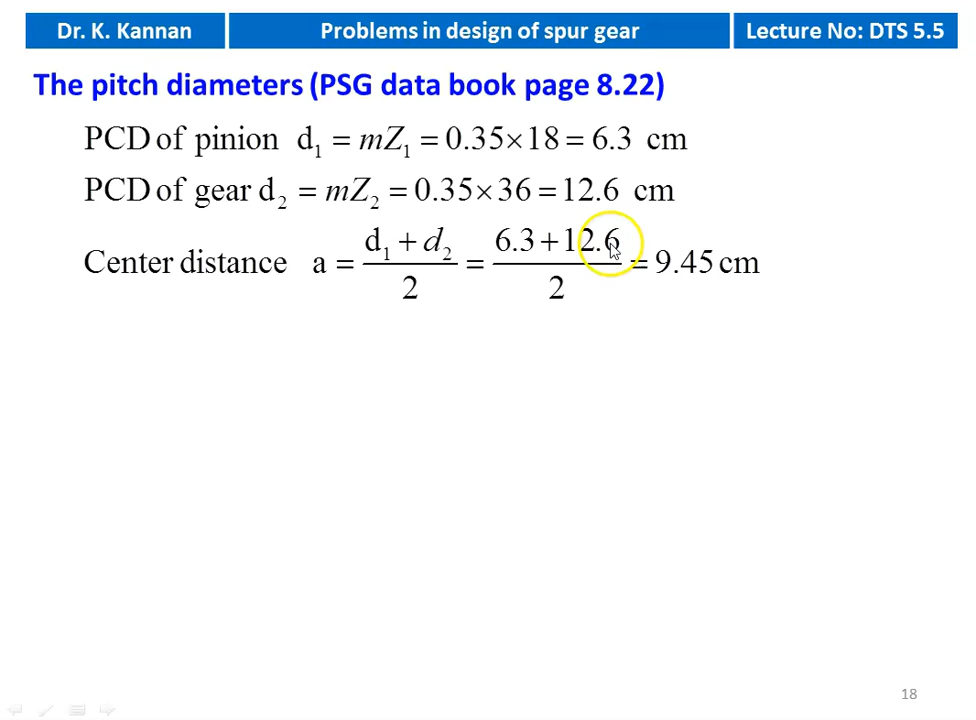 Dr. K. Kannan Problems in design of spur gear Lecture No: DTS 5.5
The pitch diameters (PSG data book page 8.22)
PCD of pinion d₁ = mZ₁ = 0.35×18 = 6.3 cm
PCD of gear d₂ = mZ₂ = 0.35×36 = 12.6 cm
Center distance a = (d₁ + d₂)/2 = (6.3+12.6)/2 = 9.45 cm
18